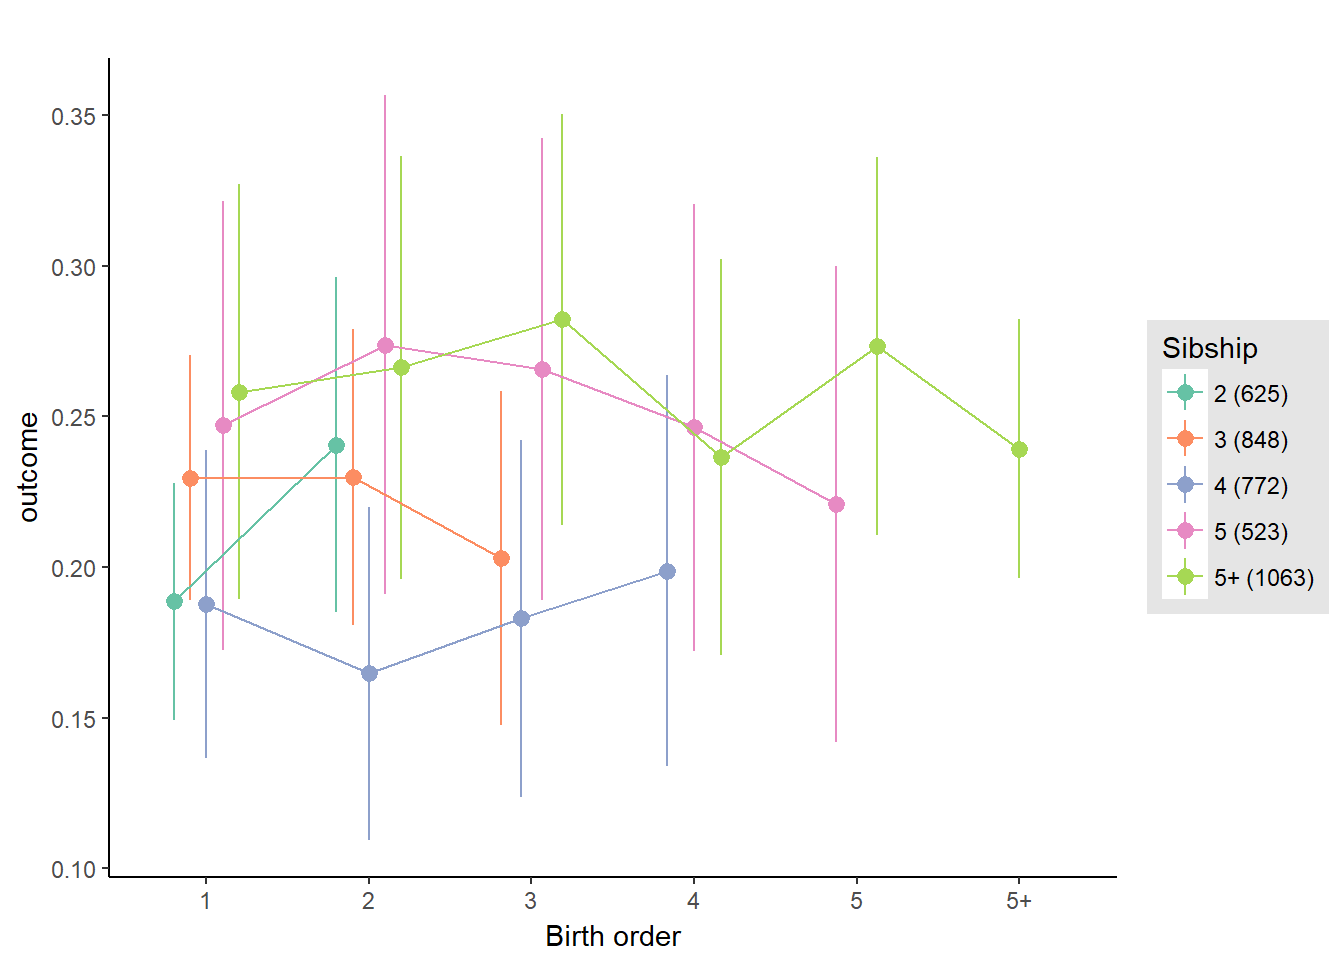 0.35
0.30
0.25
0.20
0.15
0.10
outcome
1 2 3 4 5 5+
Birth order
Sibship
2 (625)
3 (848)
4 (772)
5 (523)
5+ (1063)